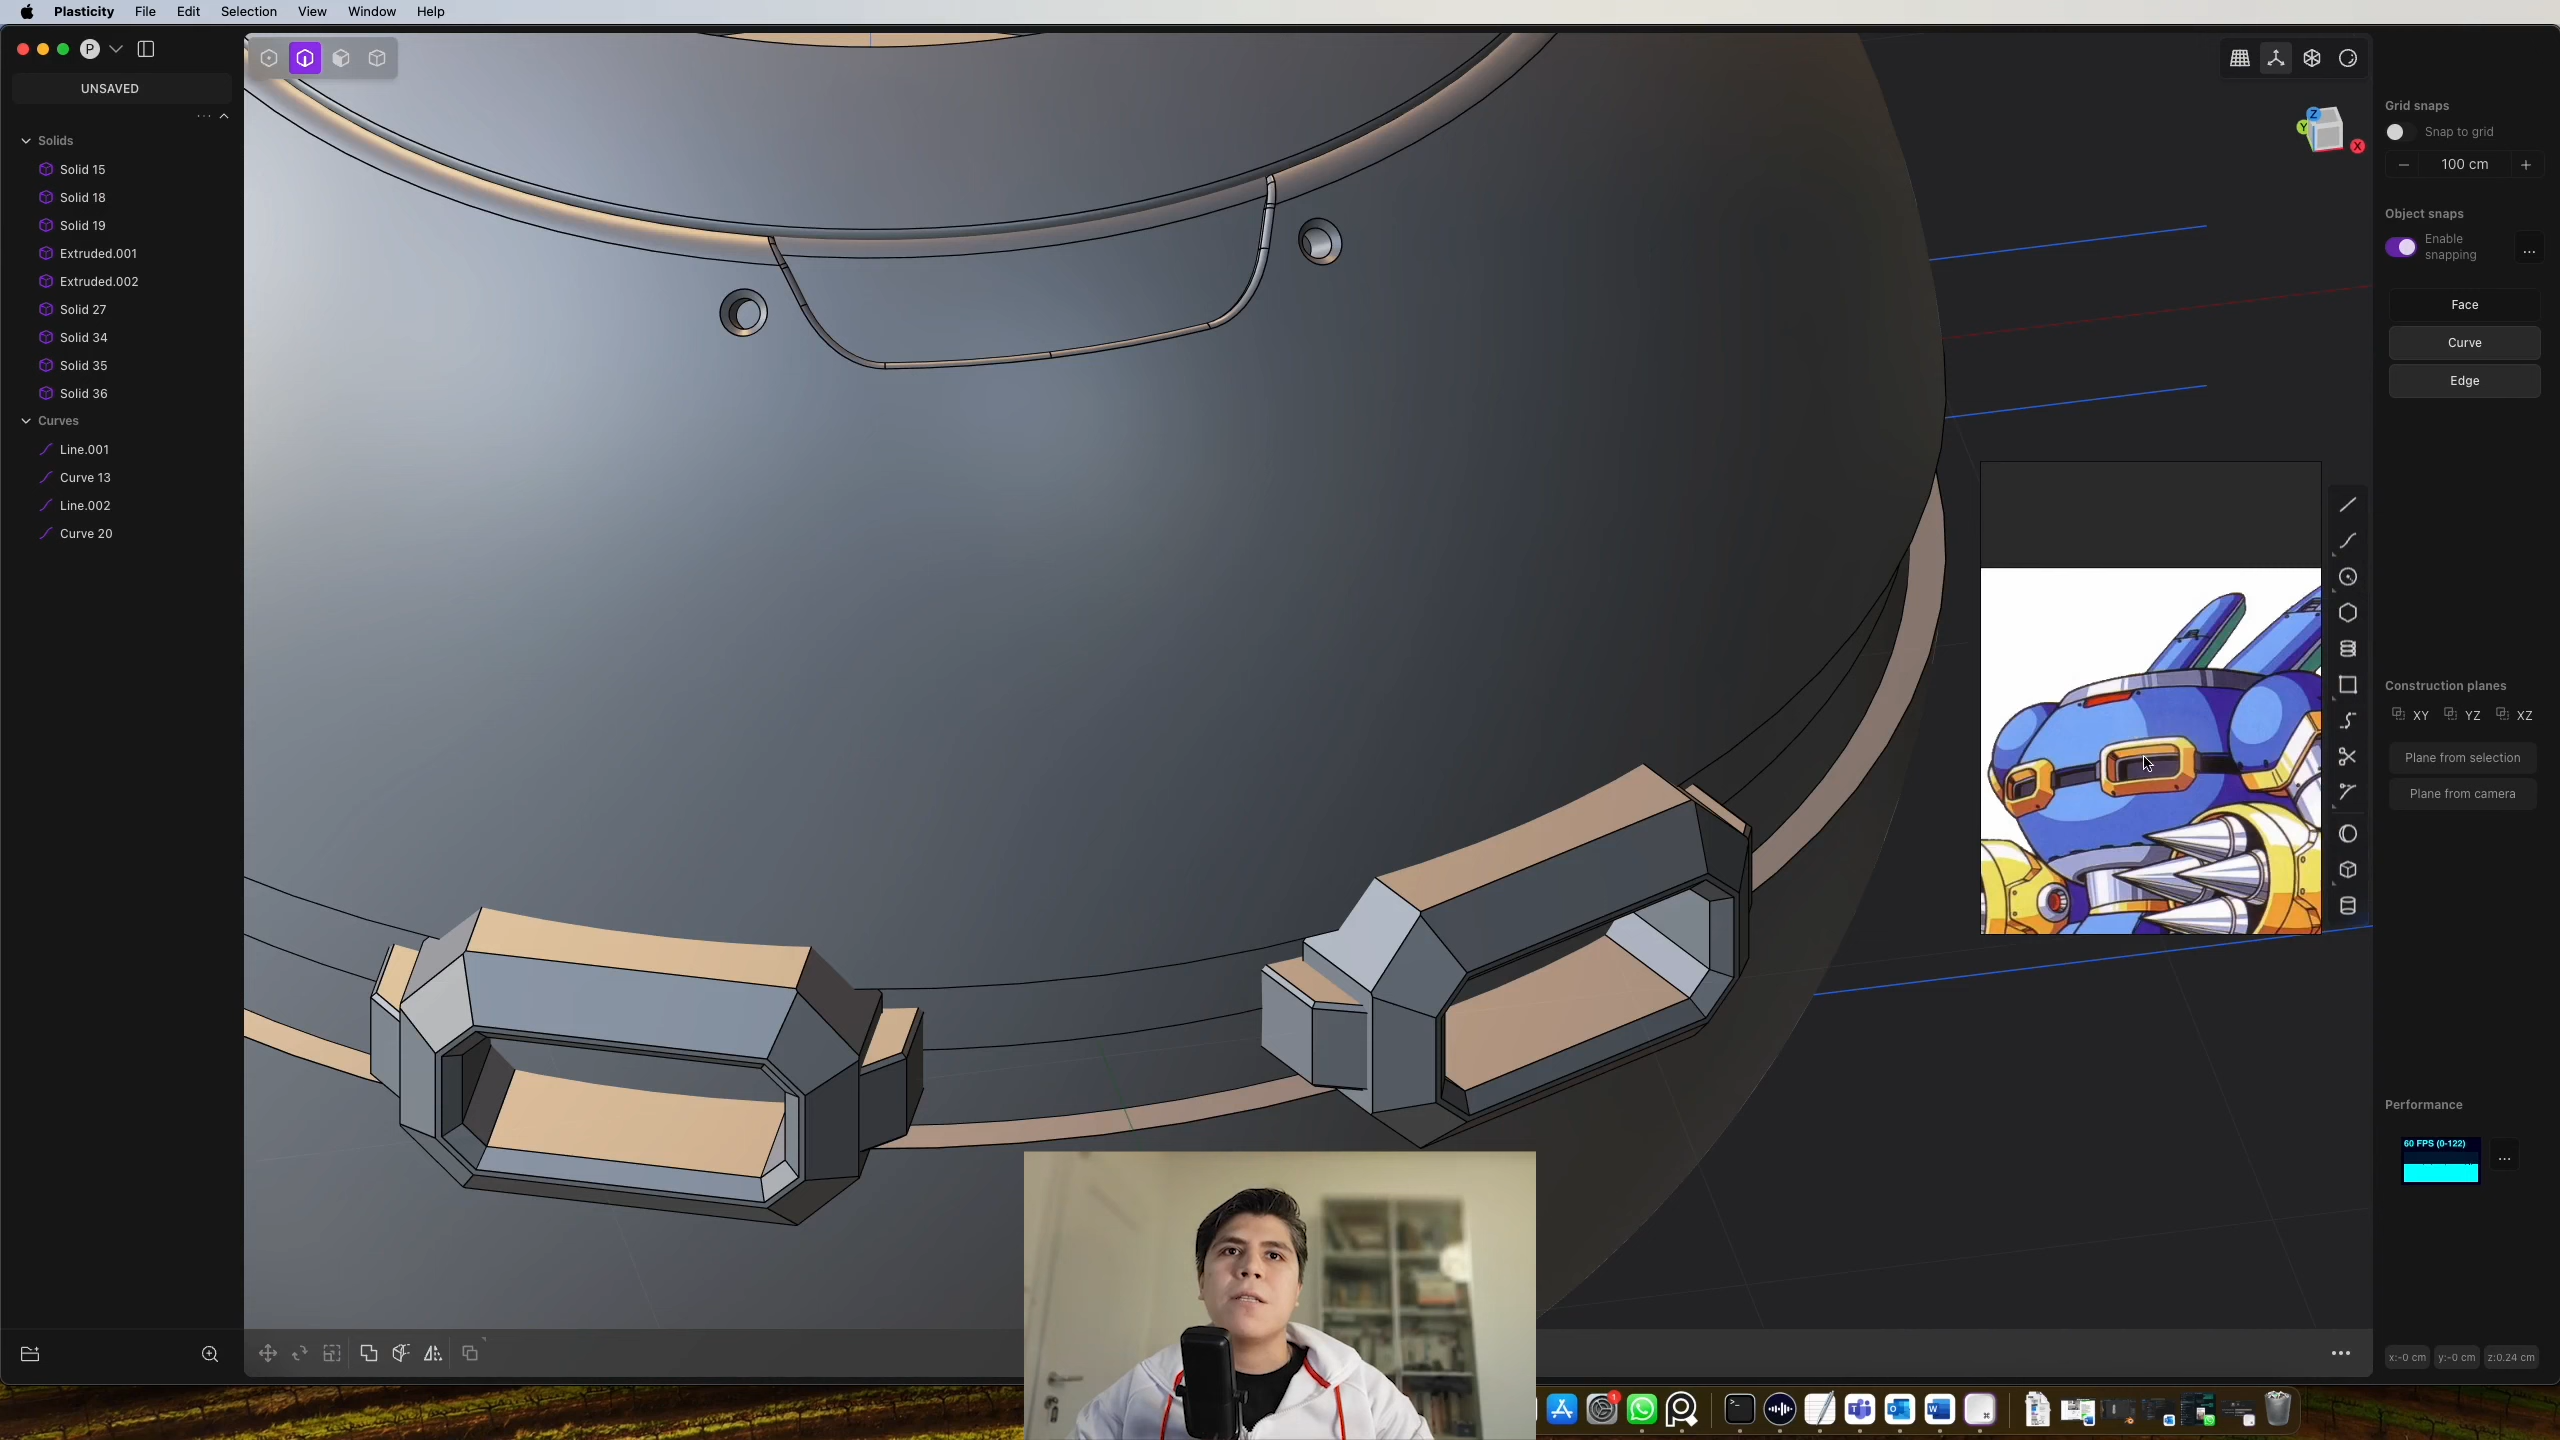 Plasticity File Edit Selection View Window Help
P
UNSAVED
...
Solids
Solid 15
Solid 18
Solid 19
Extruded.001
Extruded.002
Solid 27
Solid 34
Solid 35
Solid 36
Curves
Line.001
Curve 13
Line.002
Curve 20
Z
Y
X
Grid snaps
Snap to grid
− 100 cm +
Object snaps
Enable
snapping
...
Face
Curve
Edge
Construction planes
XY YZ XZ
Plane from selection
Plane from camera
Performance
60 FPS (0-122)
...
x:-0 cm y:-0 cm z:0.24 cm
1